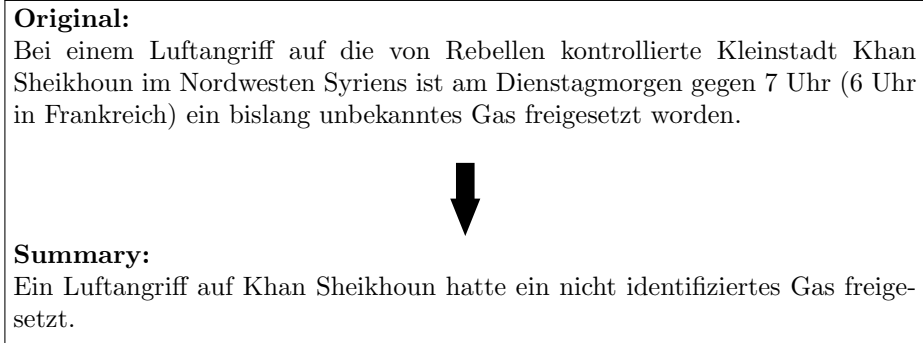 Original:
Bei einem Luftangriff auf die von Rebellen kontrollierte Kleinstadt Khan
Sheikhoun im Nordwesten Syriens ist am Dienstagmorgen gegen 7 Uhr (6 Uhr
in Frankreich) ein bislang unbekanntes Gas freigesetzt worden.
Summary:
Ein Luftangriff auf Khan Sheikhoun hatte ein nicht identifiziertes Gas freige-
setzt.